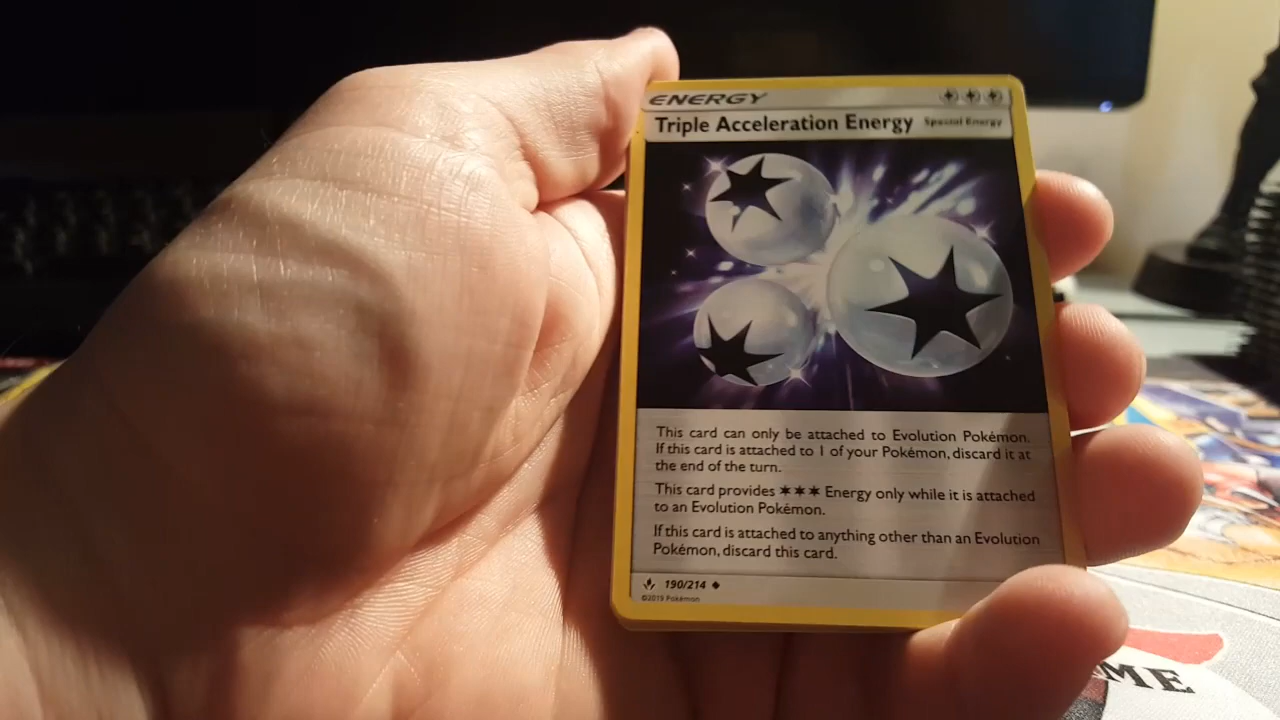 ENERGY
Triple Acceleration Energy Special Energy
This card can only be attached to Evolution Pokémon.
If this card is attached to 1 of your Pokémon, discard it at
the end of the turn.
This card provides ✶✶✶ Energy only while it is attached
to an Evolution Pokémon.
If this card is attached to anything other than an Evolution
Pokémon, discard this card.
190/214 ◆
©2019 Pokémon
ME